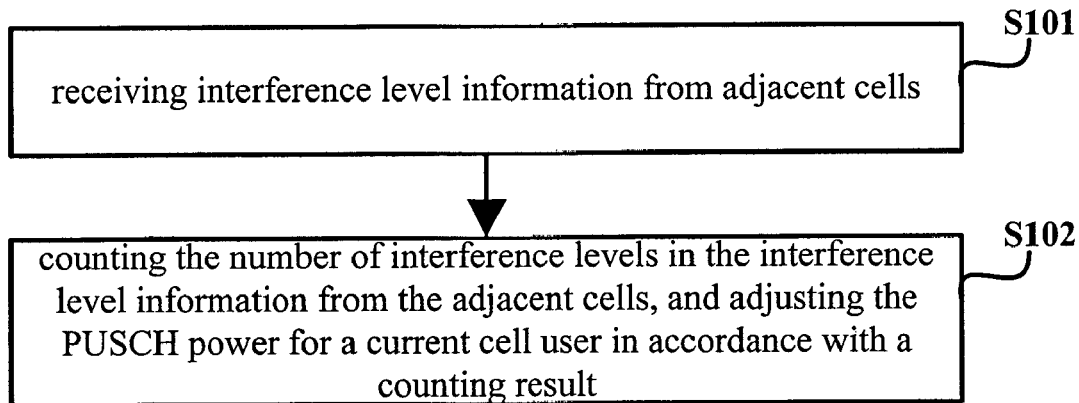 S101
receiving interference level information from adjacent cells
S102
counting the number of interference levels in the interference
level information from the adjacent cells, and adjusting the
PUSCH power for a current cell user in accordance with a
counting result